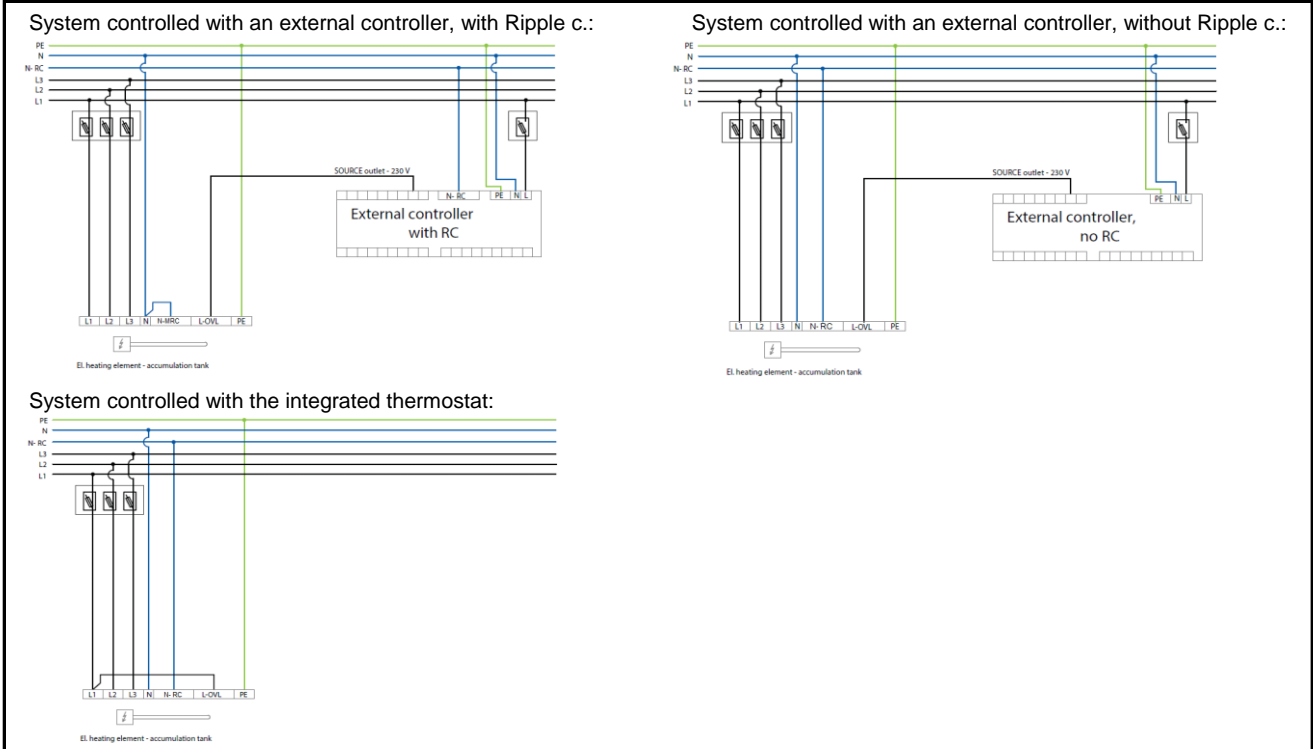 System controlled with an external controller, with Ripple c.:
PE
N
N- RC
L3
L2
L1
SOURCE outlet - 230 V
N- RC PE N L
External controller
with RC
L1 L2 L3 N N-MRC L-OVL PE
El. heating element - accumulation tank
System controlled with an external controller, without Ripple c.:
PE
N
N- RC
L3
L2
L1
SOURCE outlet - 230 V
PE N L
External controller,
no RC
L1 L2 L3 N N- RC L-OVL PE
El. heating element - accumulation tank
System controlled with the integrated thermostat:
PE
N
N- RC
L3
L2
L1
L1 L2 L3 N N- RC L-OVL PE
El. heating element - accumulation tank